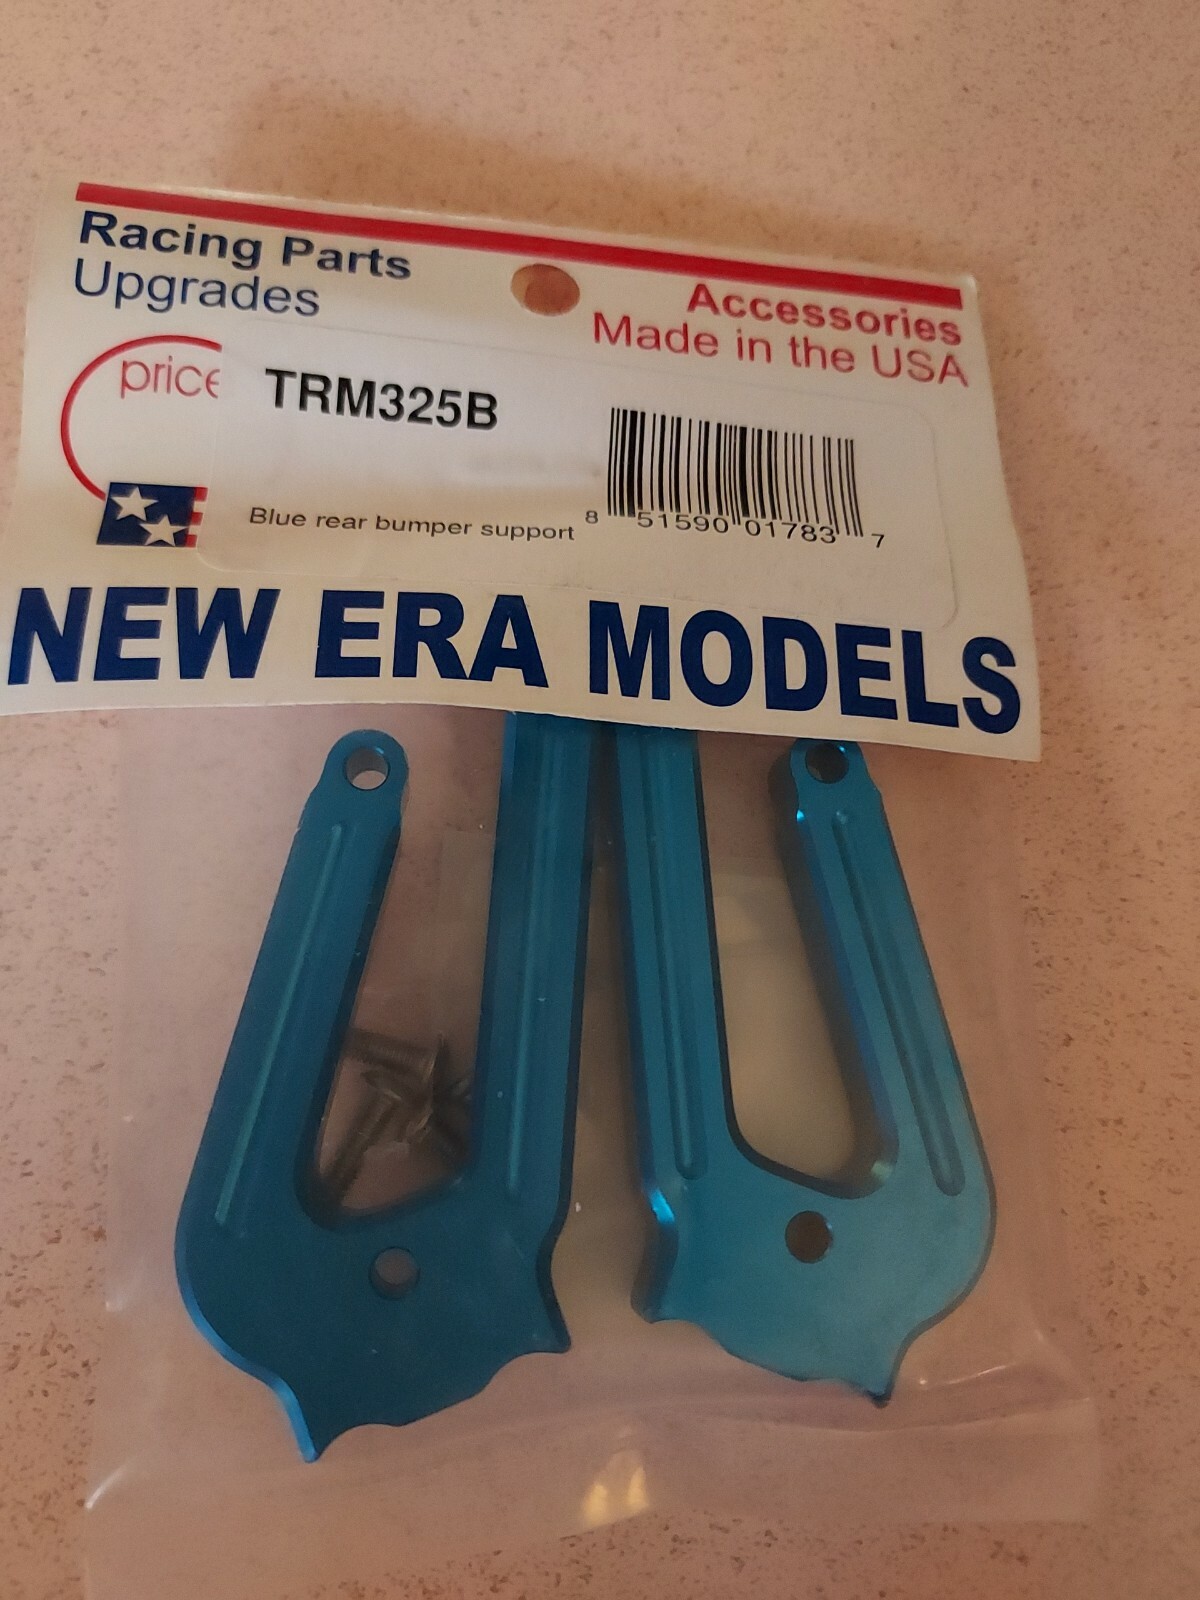 Racing Parts
Upgrades
Accessories
Made in the USA
price
TRM325B
Blue rear bumper support
8 51590 01783 7
NEW ERA MODELS